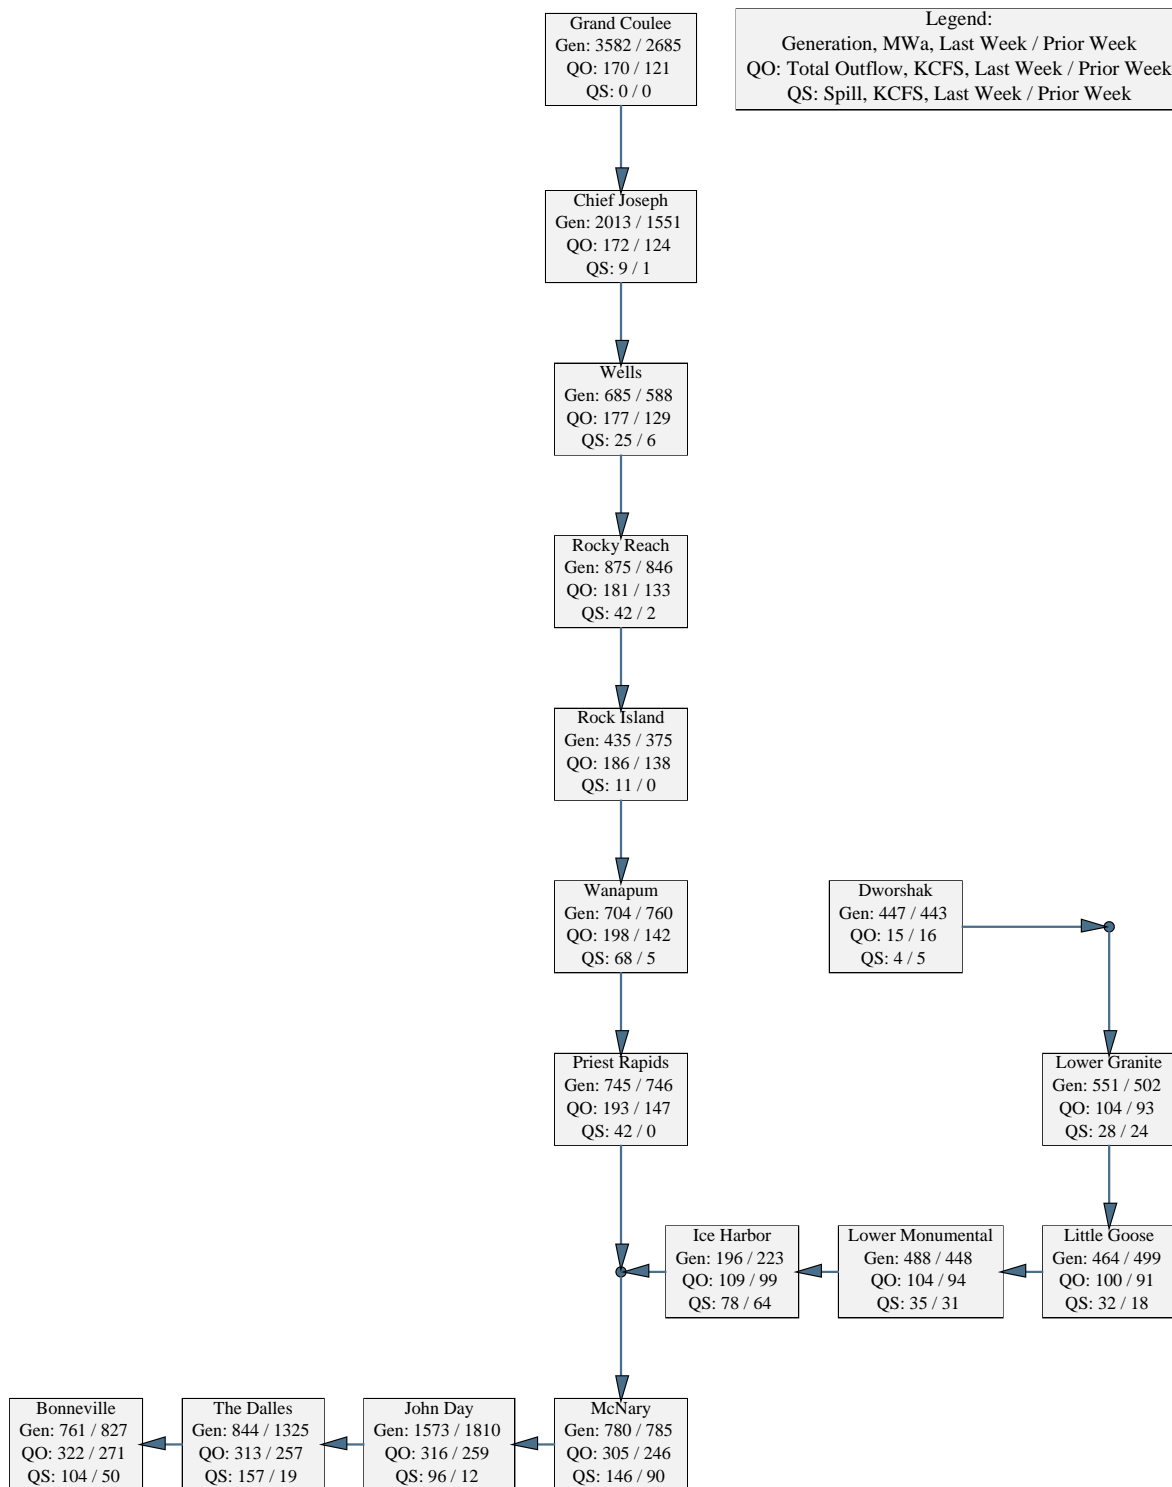 Grand Coulee
Gen: 3582 / 2685
QO: 170 / 121
QS: 0 / 0
Legend:
Generation, MWa, Last Week / Prior Week
QO: Total Outflow, KCFS, Last Week / Prior Week
QS: Spill, KCFS, Last Week / Prior Week
Chief Joseph
Gen: 2013 / 1551
QO: 172 / 124
QS: 9 / 1
Wells
Gen: 685 / 588
QO: 177 / 129
QS: 25 / 6
Rocky Reach
Gen: 875 / 846
QO: 181 / 133
QS: 42 / 2
Rock Island
Gen: 435 / 375
QO: 186 / 138
QS: 11 / 0
Wanapum
Gen: 704 / 760
QO: 198 / 142
QS: 68 / 5
Dworshak
Gen: 447 / 443
QO: 15 / 16
QS: 4 / 5
Priest Rapids
Gen: 745 / 746
QO: 193 / 147
QS: 42 / 0
Lower Granite
Gen: 551 / 502
QO: 104 / 93
QS: 28 / 24
Ice Harbor
Gen: 196 / 223
QO: 109 / 99
QS: 78 / 64
Lower Monumental
Gen: 488 / 448
QO: 104 / 94
QS: 35 / 31
Little Goose
Gen: 464 / 499
QO: 100 / 91
QS: 32 / 18
Bonneville
Gen: 761 / 827
QO: 322 / 271
QS: 104 / 50
The Dalles
Gen: 844 / 1325
QO: 313 / 257
QS: 157 / 19
John Day
Gen: 1573 / 1810
QO: 316 / 259
QS: 96 / 12
McNary
Gen: 780 / 785
QO: 305 / 246
QS: 146 / 90